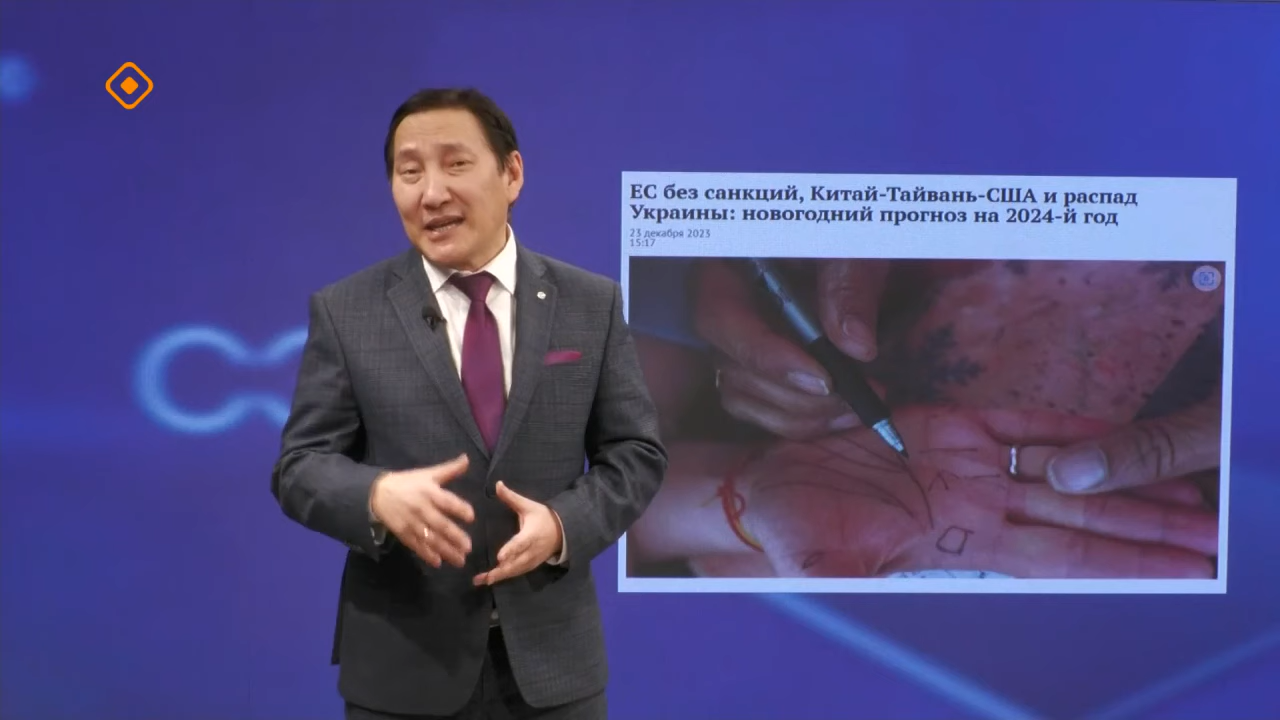 ЕС без санкций, Китай-Тайвань-США и распад
Украины: новогодний прогноз на 2024-й год
23 декабря 2023
15:17